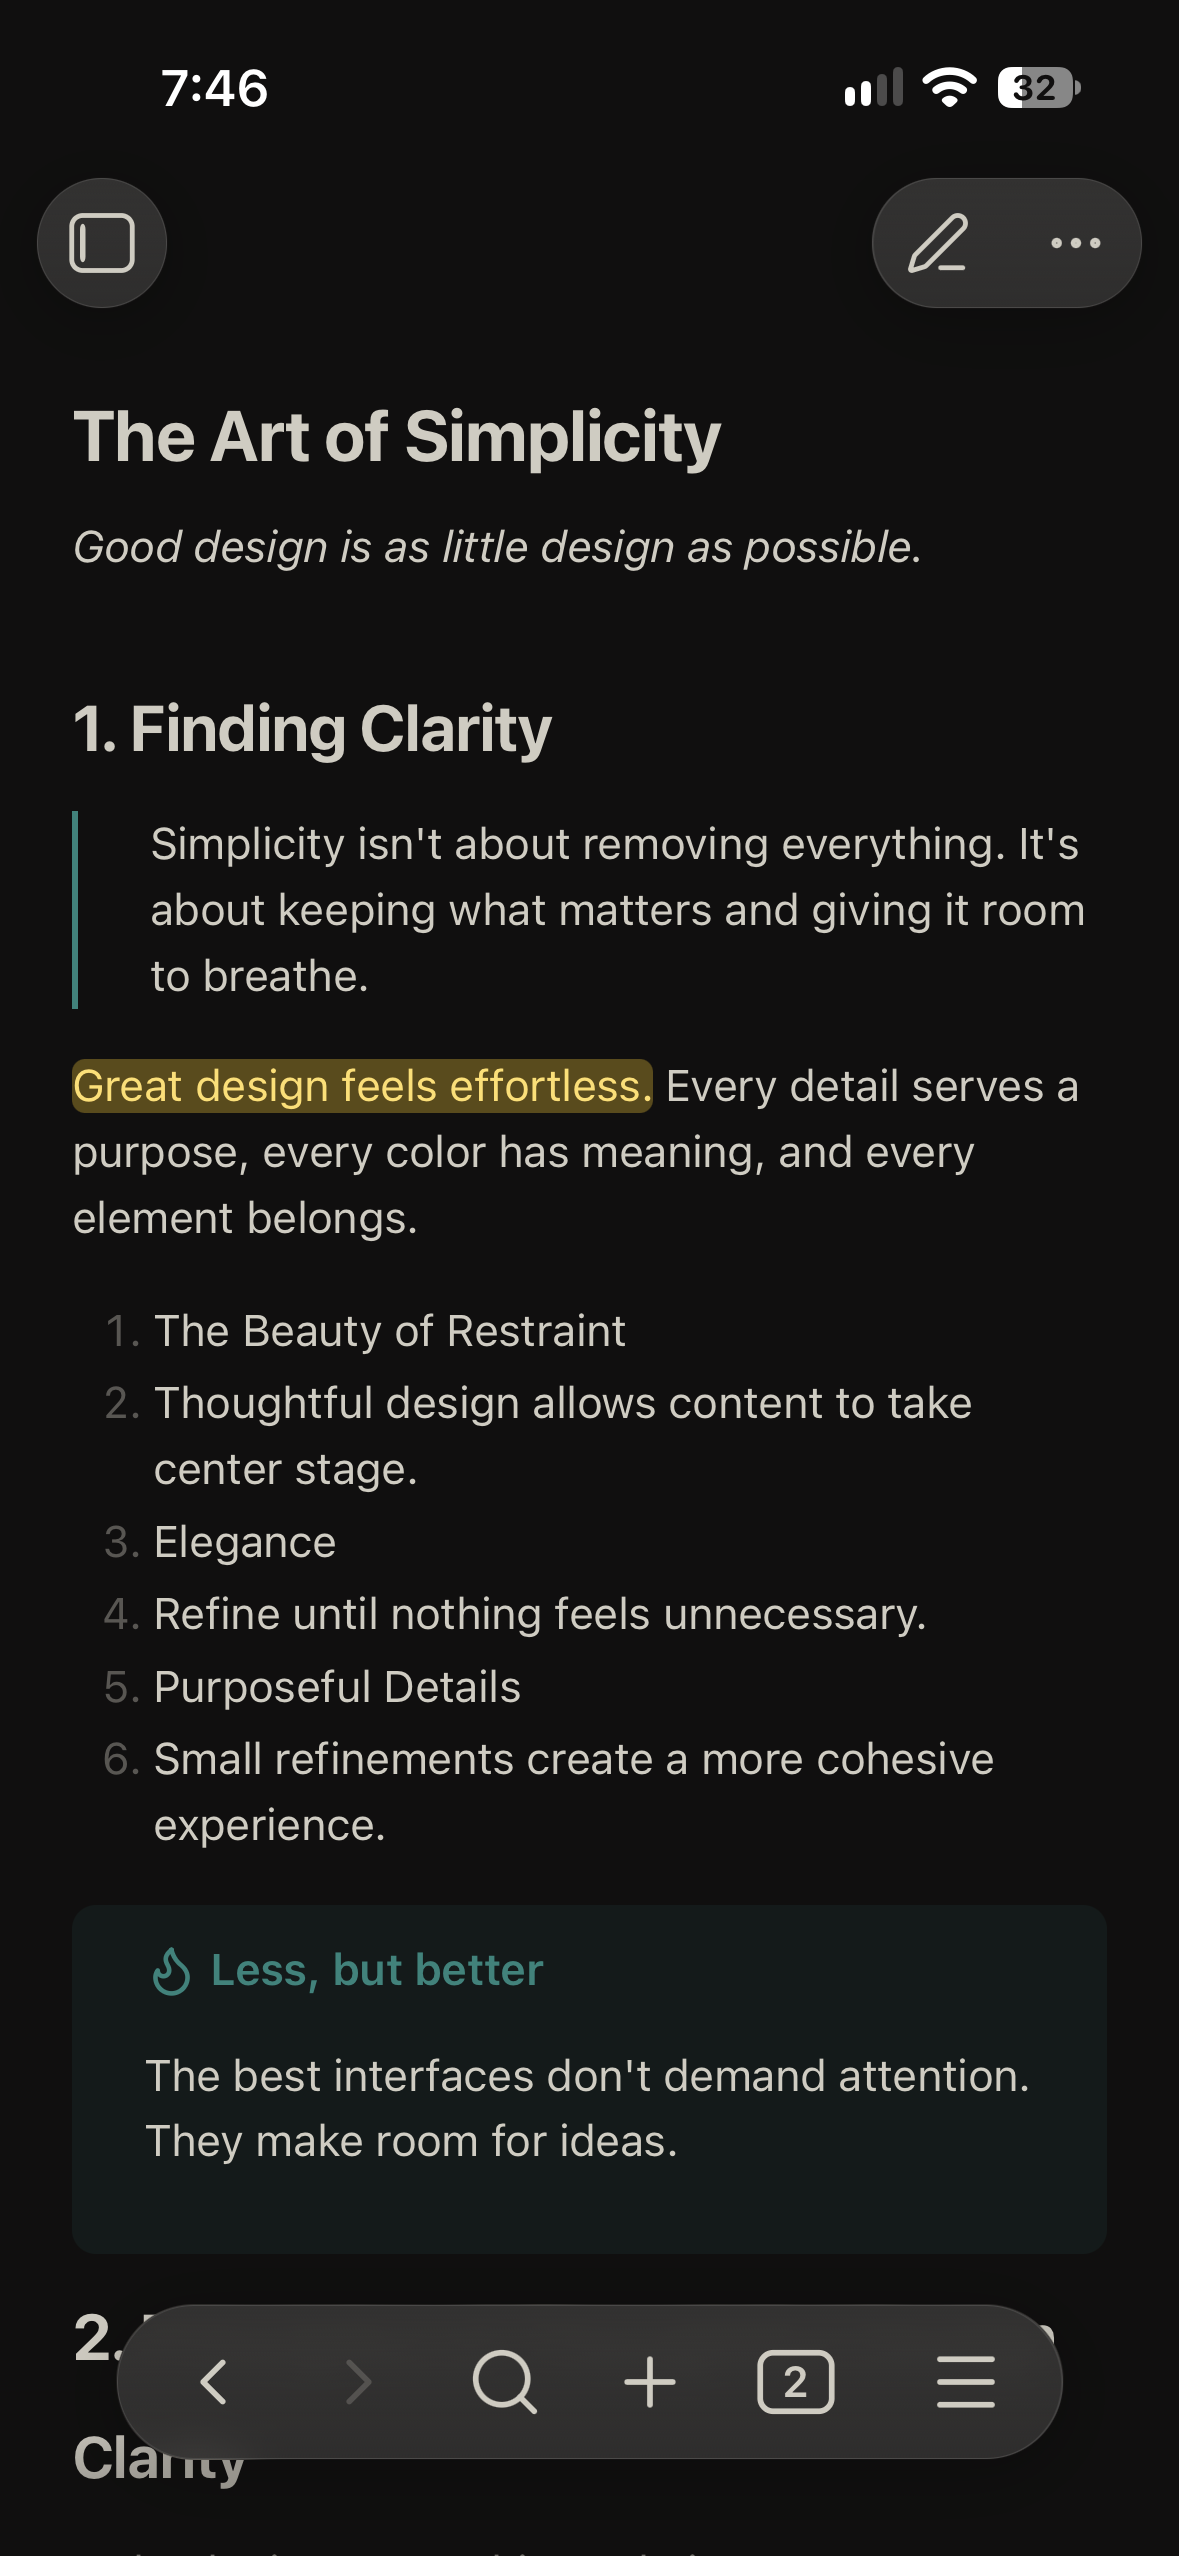 7:46
32
The Art of Simplicity
Good design is as little design as possible.
1. Finding Clarity
Simplicity isn't about removing everything. It's
about keeping what matters and giving it room
to breathe.
Great design feels effortless. Every detail serves a
purpose, every color has meaning, and every
element belongs.
1. The Beauty of Restraint
2. Thoughtful design allows content to take
center stage.
3. Elegance
4. Refine until nothing feels unnecessary.
5. Purposeful Details
6. Small refinements create a more cohesive
experience.
Less, but better
The best interfaces don't demand attention.
They make room for ideas.
2.
2
Clarity